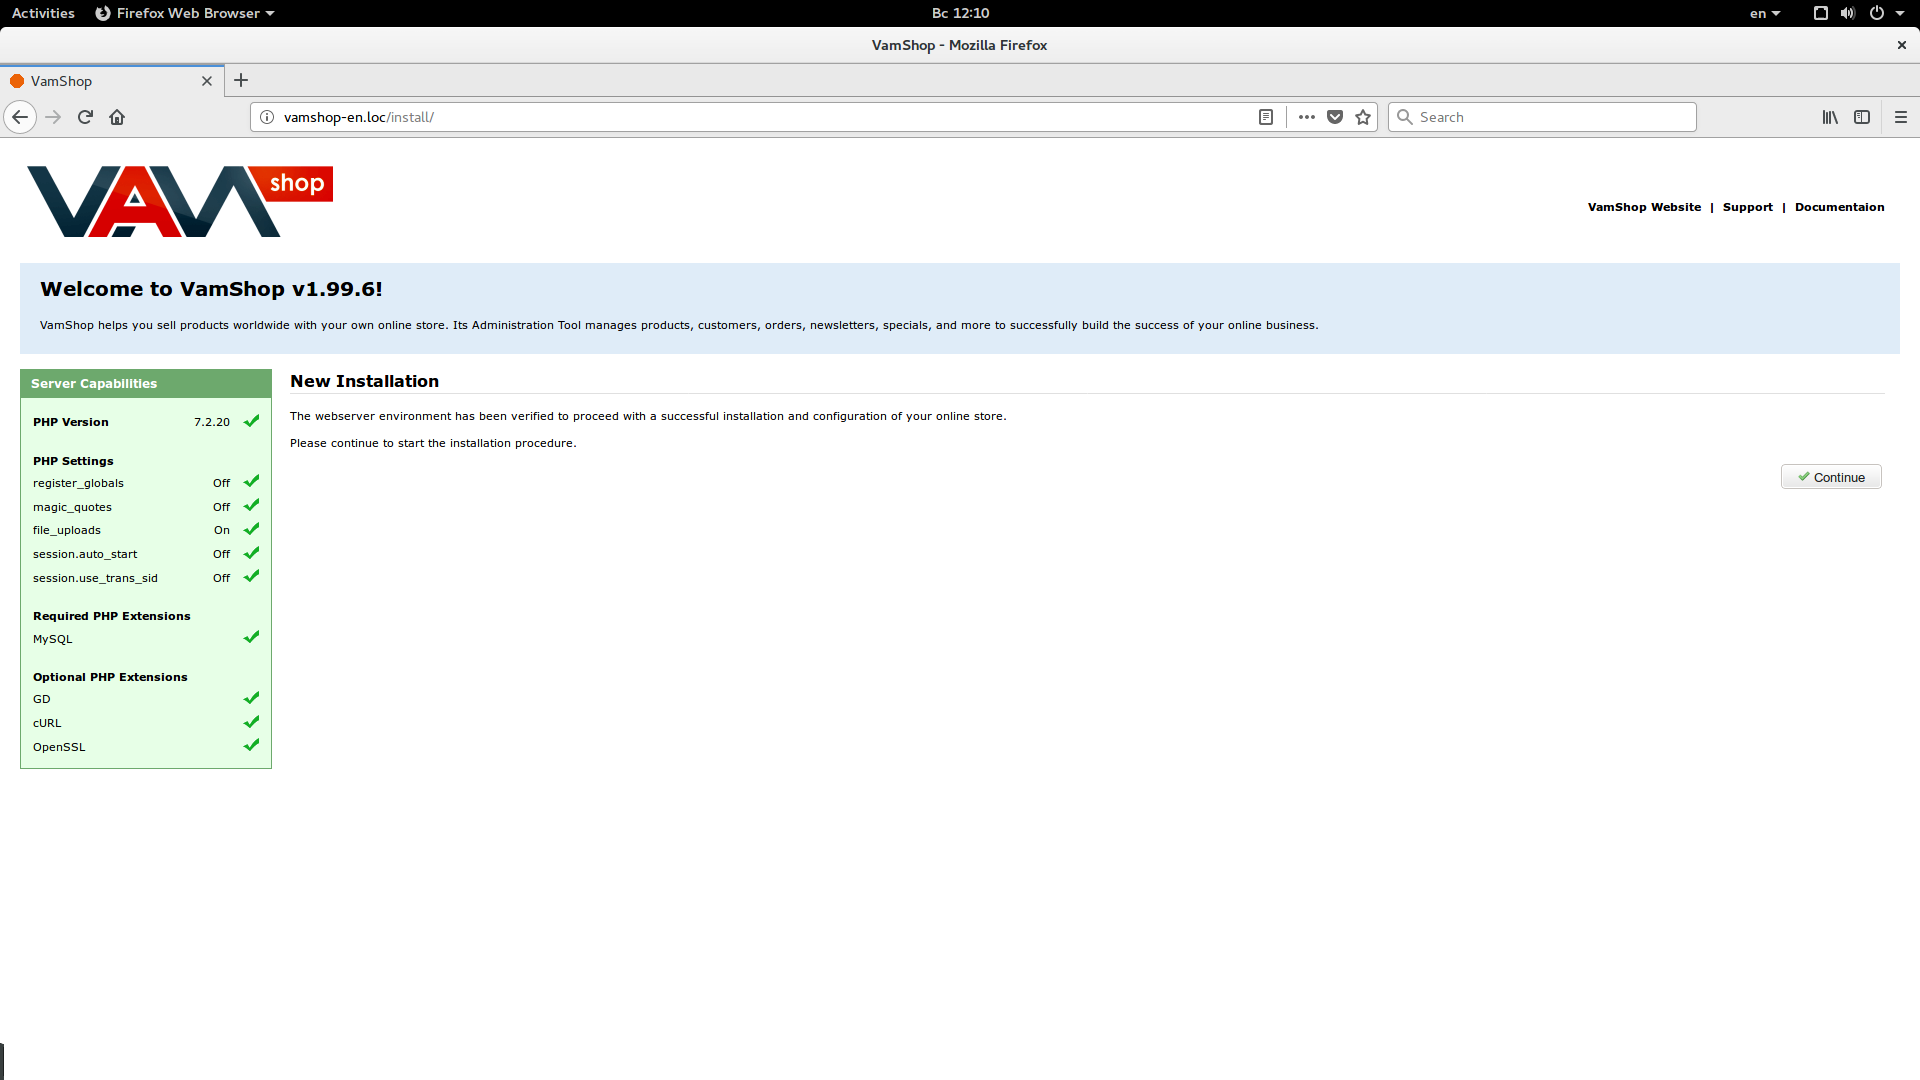 Activities Firefox Web Browser Вс 12:10 en
VamShop - Mozilla Firefox
VamShop
vamshop-en.loc/install/ Search
VAM shop
VamShop Website | Support | Documentaion
Welcome to VamShop v1.99.6!
VamShop helps you sell products worldwide with your own online store. Its Administration Tool manages products, customers, orders, newsletters, specials, and more to successfully build the success of your online business.
Server Capabilities
PHP Version 7.2.20
PHP Settings
register_globals Off
magic_quotes Off
file_uploads On
session.auto_start Off
session.use_trans_sid Off
Required PHP Extensions
MySQL
Optional PHP Extensions
GD
cURL
OpenSSL
New Installation
The webserver environment has been verified to proceed with a successful installation and configuration of your online store.
Please continue to start the installation procedure.
Continue